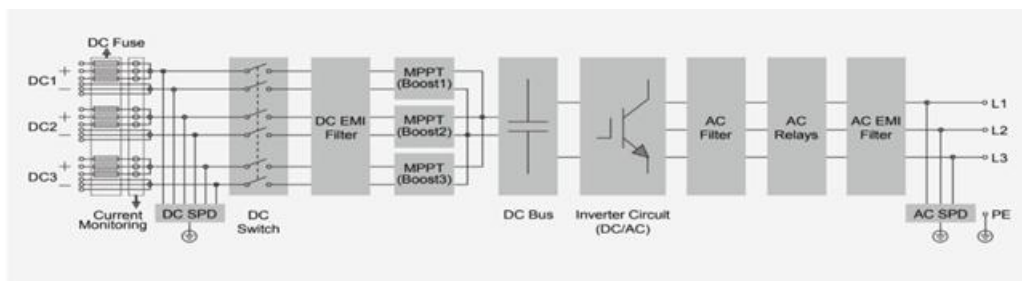 DC Fuse
DC1
+
−
DC2
+
−
DC3
+
−
Current
Monitoring
DC SPD
DC
Switch
DC EMI
Filter
MPPT
(Boost1)
MPPT
(Boost2)
MPPT
(Boost3)
DC Bus
Inverter Circuit
(DC/AC)
AC
Filter
AC
Relays
AC EMI
Filter
AC SPD
L1
L2
L3
PE